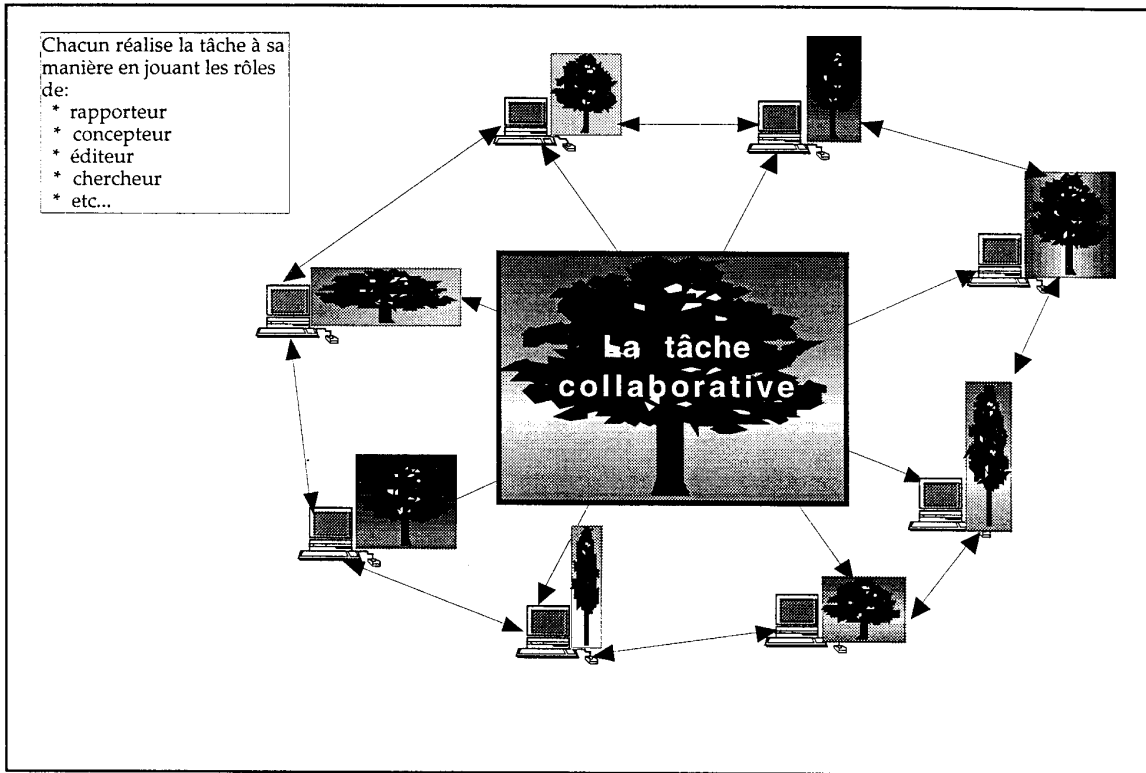 Chacun réalise la tâche à sa
manière en jouant les rôles
de:
* rapporteur
* concepteur
* éditeur
* chercheur
* etc...
La tâche
collaborative